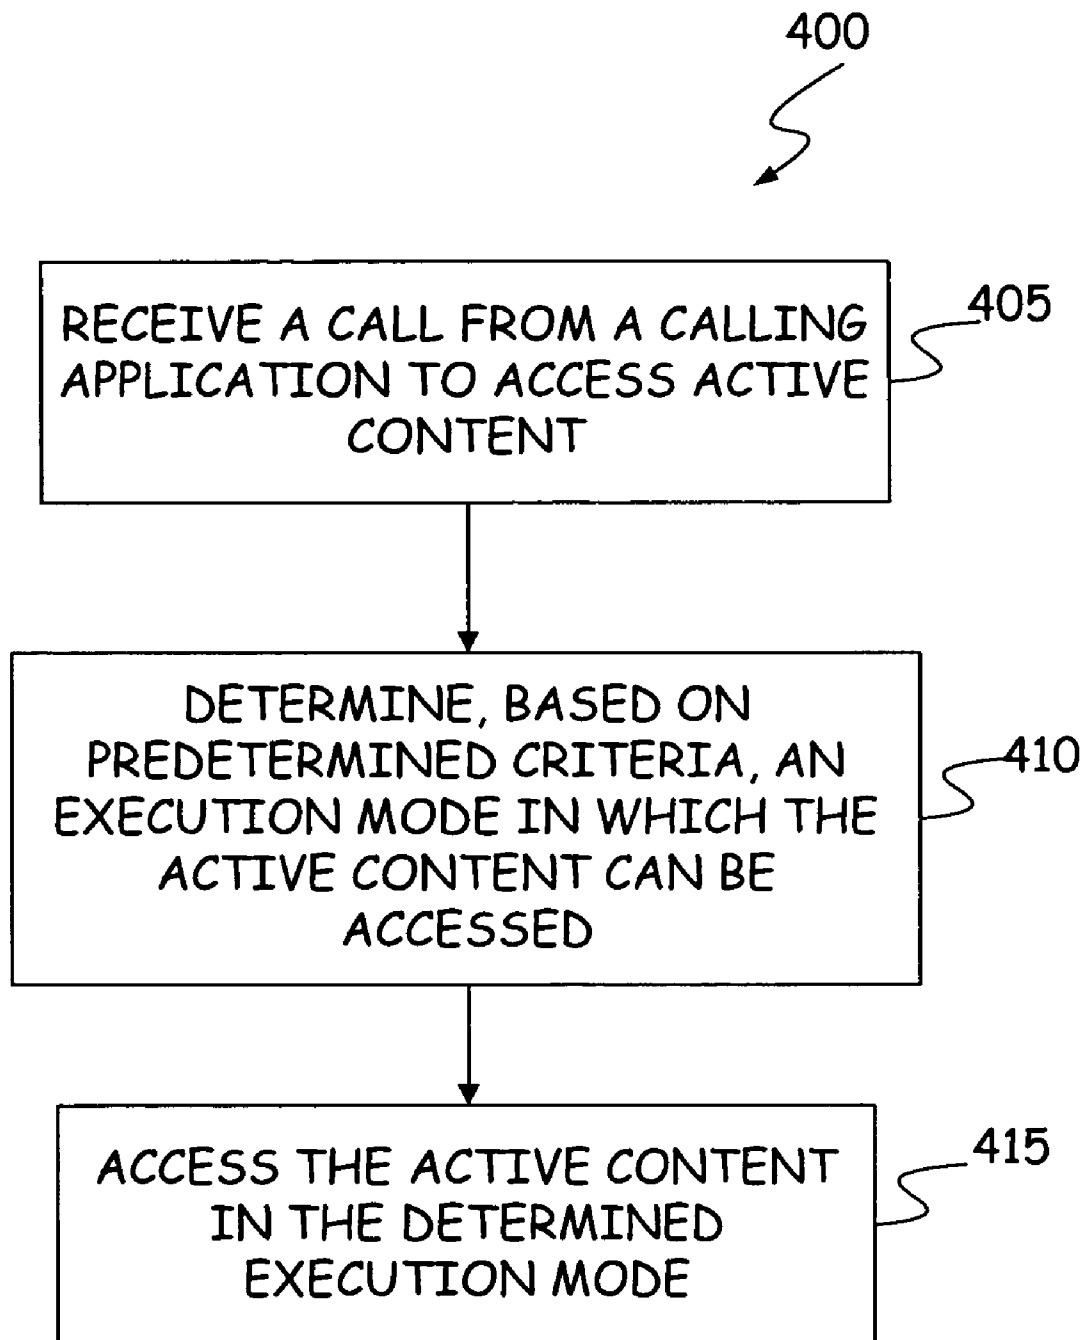 400
RECEIVE A CALL FROM A CALLING
APPLICATION TO ACCESS ACTIVE
CONTENT
405
DETERMINE, BASED ON
PREDETERMINED CRITERIA, AN
EXECUTION MODE IN WHICH THE
ACTIVE CONTENT CAN BE
ACCESSED
410
ACCESS THE ACTIVE CONTENT
IN THE DETERMINED
EXECUTION MODE
415